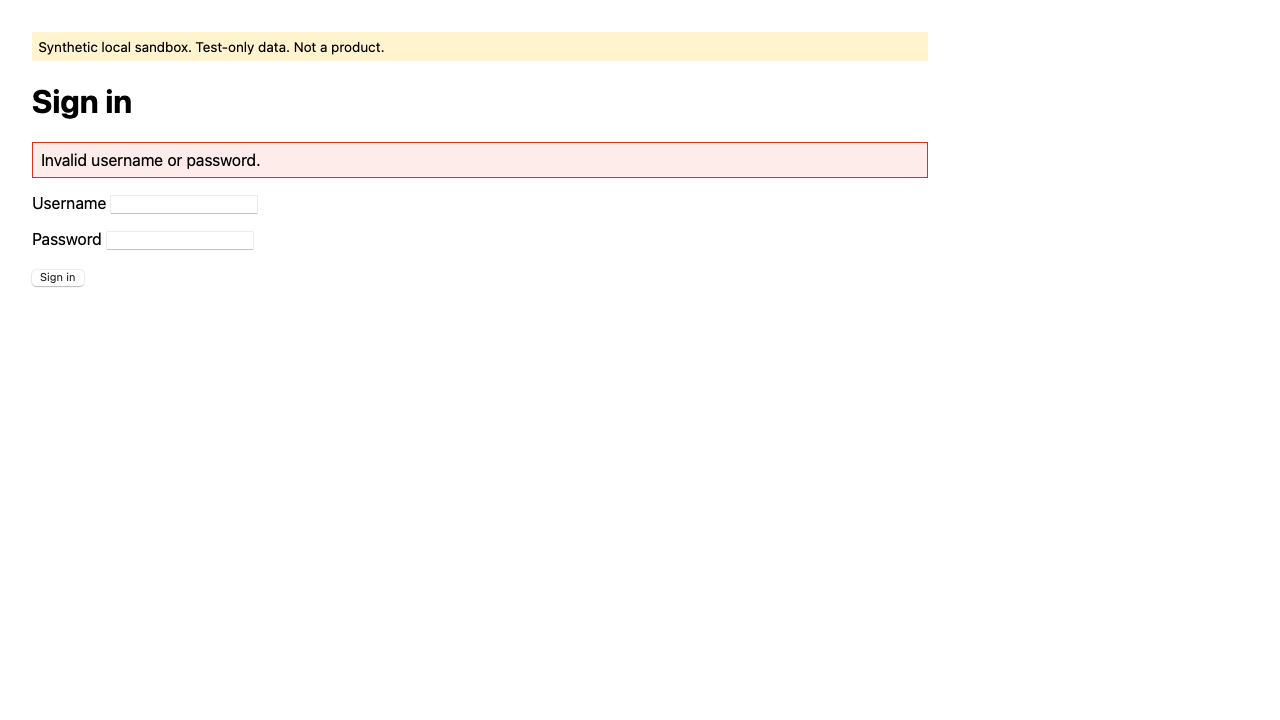 Synthetic local sandbox. Test-only data. Not a product.
Sign in
Invalid username or password.
Username
Password
Sign in